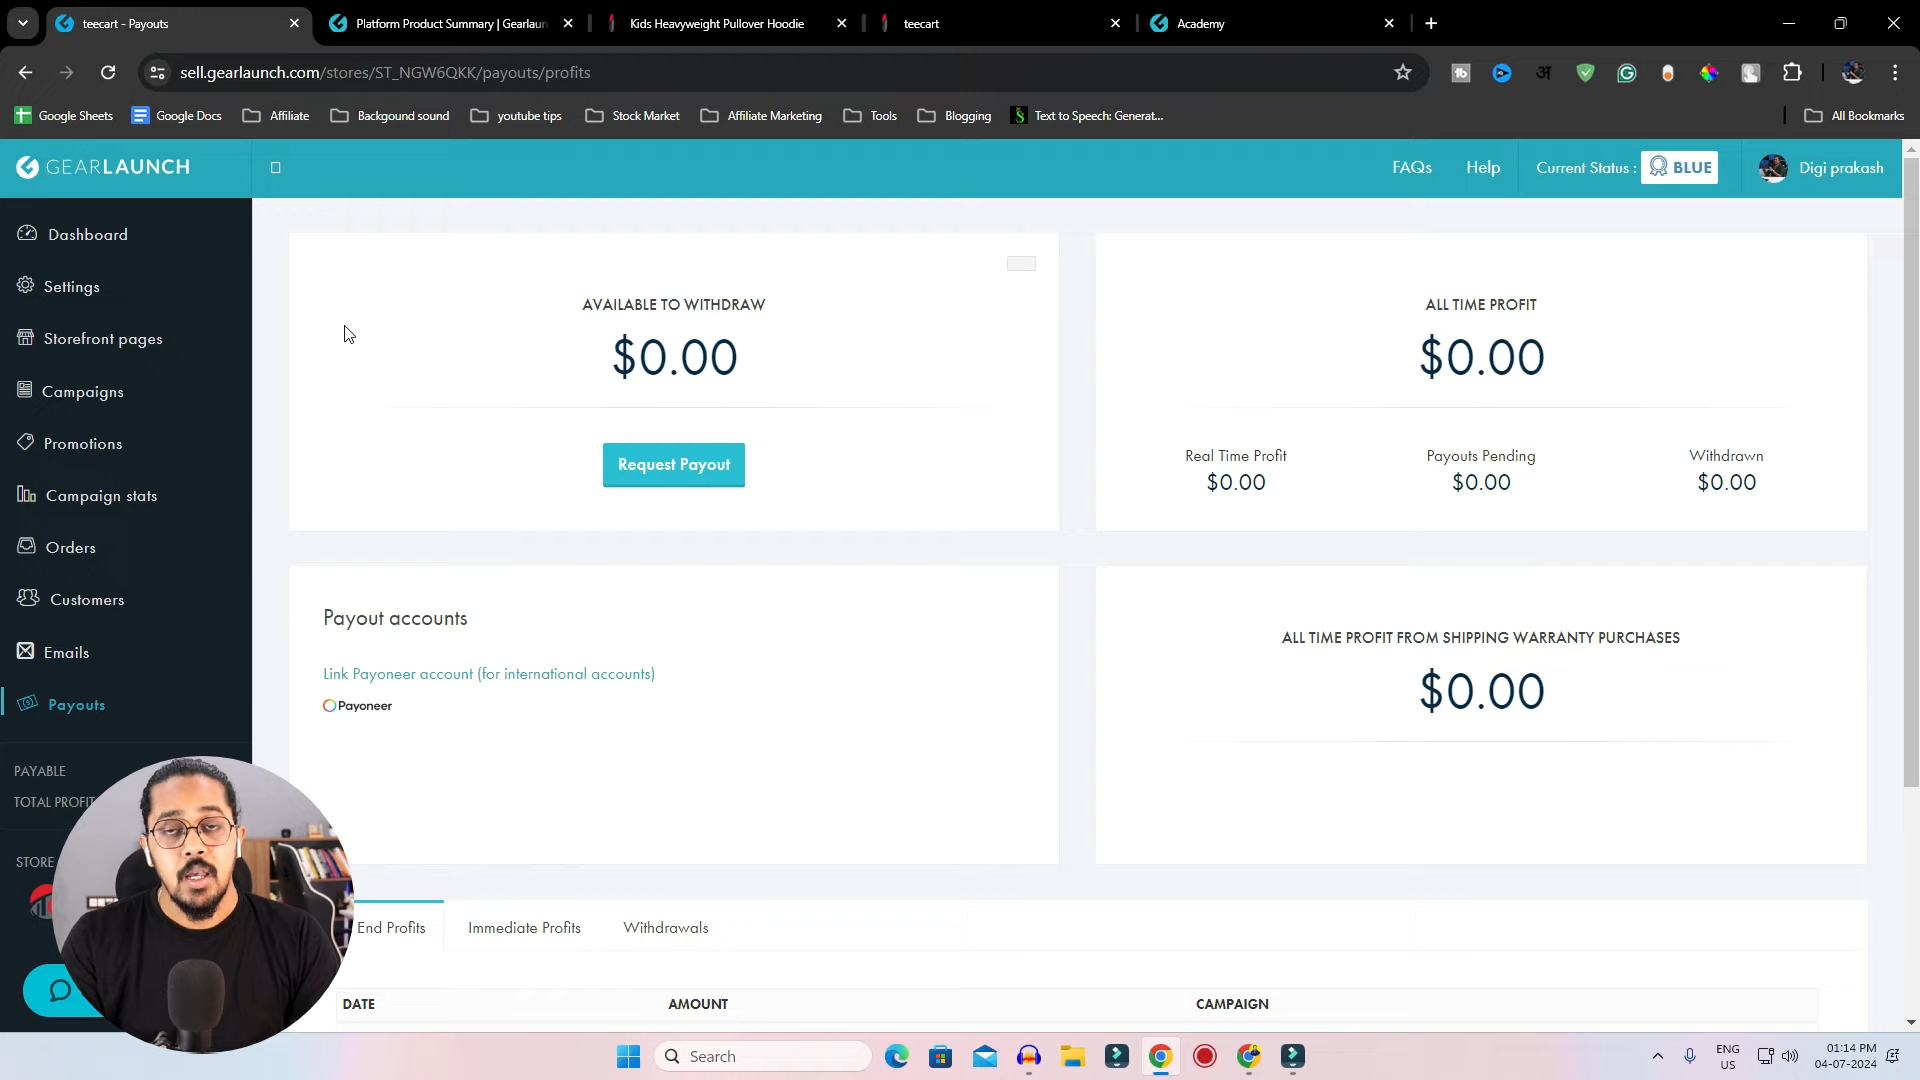 teecart - Payouts
Platform Product Summary | Gearlaun
Kids Heavyweight Pullover Hoodie
teecart
Academy
sell.gearlaunch.com/stores/ST_NGW6QKK/payouts/profits
Google Sheets
Google Docs
Affiliate
Backgound sound
youtube tips
Stock Market
Affiliate Marketing
Tools
Blogging
Text to Speech: Generat...
All Bookmarks
GEARLAUNCH
FAQs
Help
Current Status :
BLUE
Digi prakash
Dashboard
Settings
Storefront pages
Campaigns
Promotions
Campaign stats
Orders
Customers
Emails
Payouts
PAYABLE
TOTAL PROFIT
STORE
AVAILABLE TO WITHDRAW
$0.00
Request Payout
ALL TIME PROFIT
$0.00
Real Time Profit
$0.00
Payouts Pending
$0.00
Withdrawn
$0.00
Payout accounts
Link Payoneer account (for international accounts)
Payoneer
ALL TIME PROFIT FROM SHIPPING WARRANTY PURCHASES
$0.00
End Profits
Immediate Profits
Withdrawals
DATE
AMOUNT
CAMPAIGN
Search
ENG
US
01:14 PM
04-07-2024